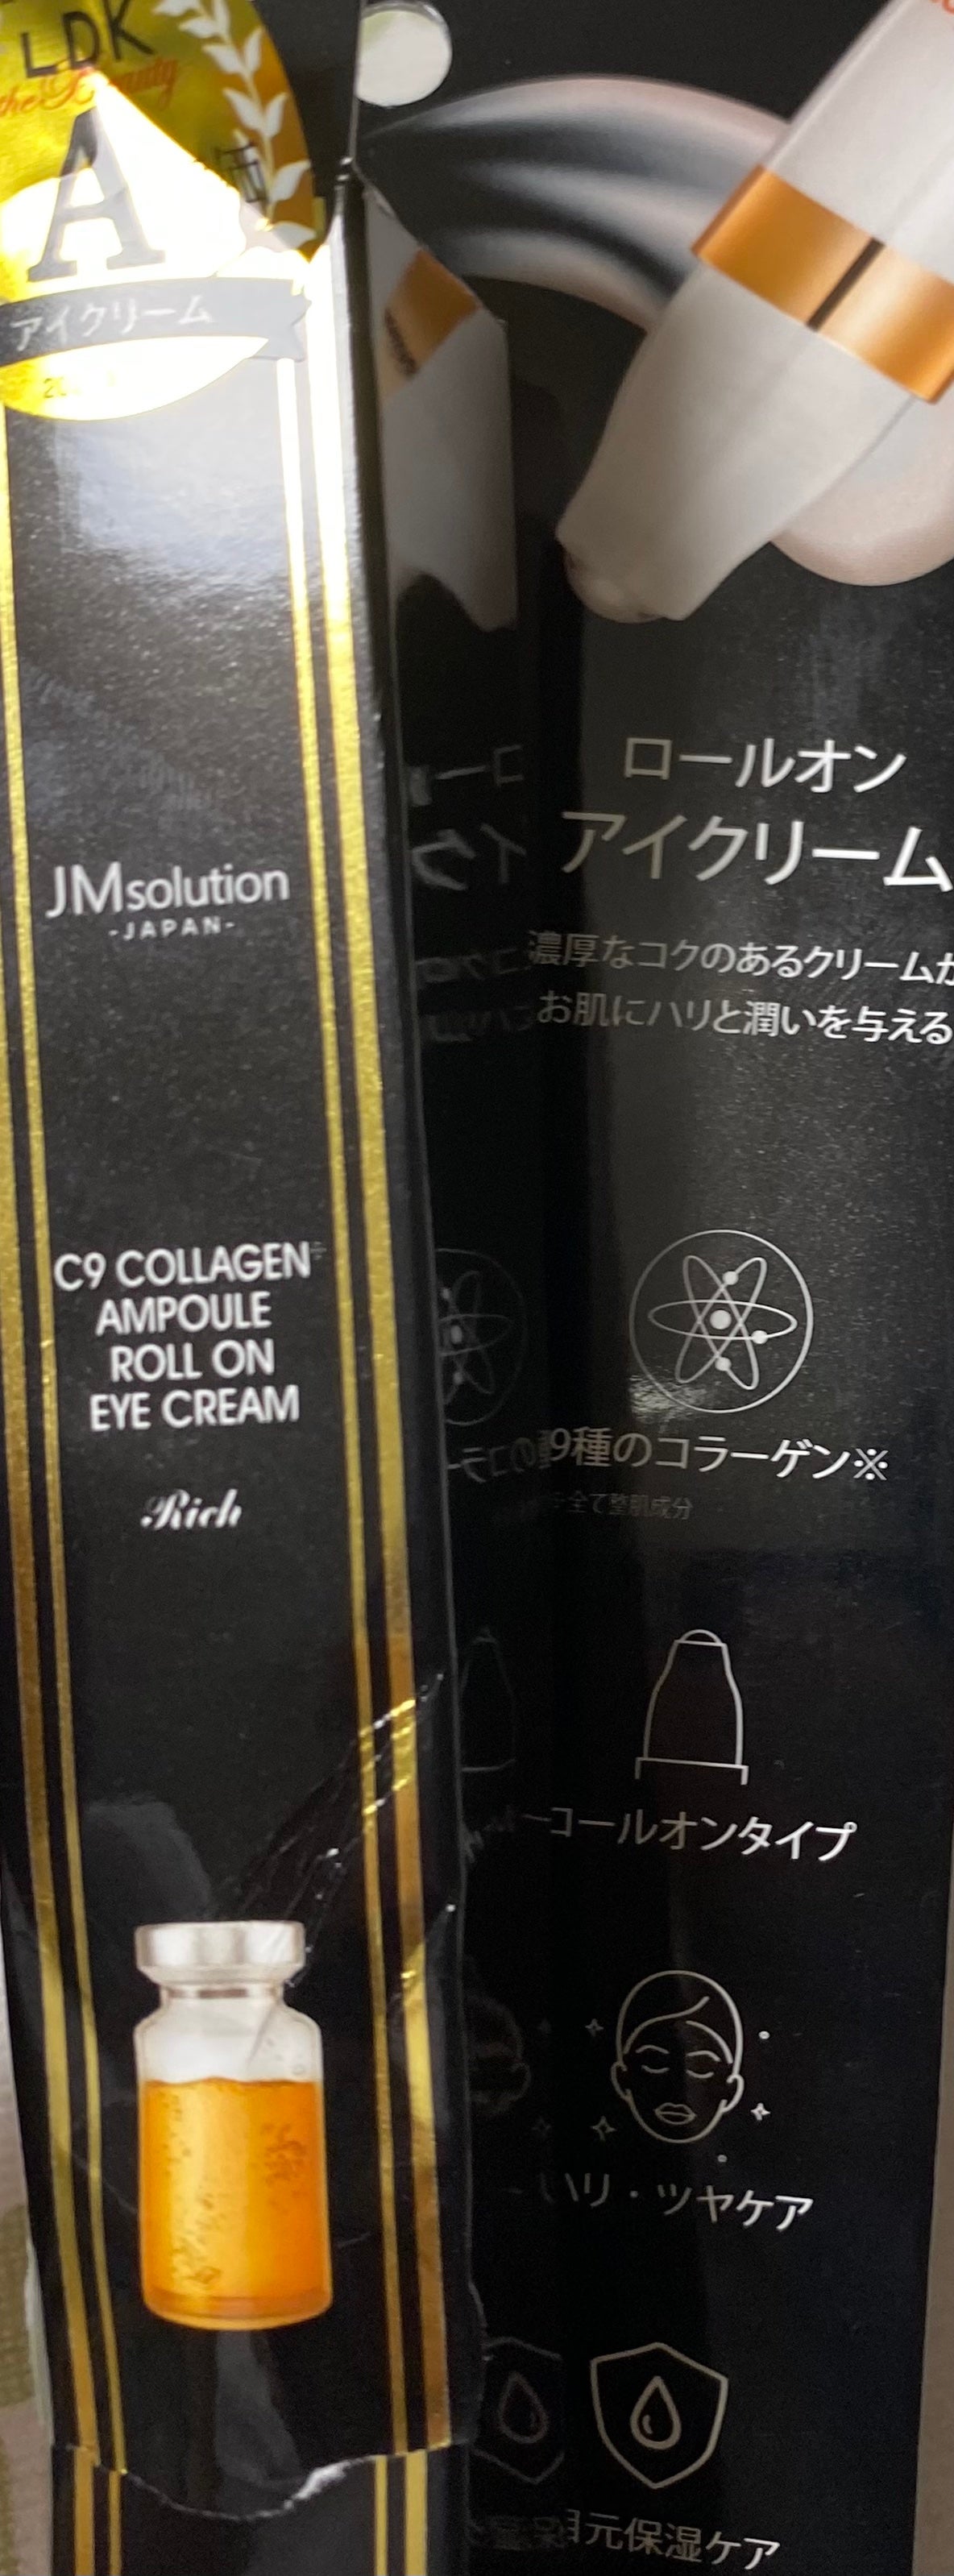 LDK
the Beauty
A
アイクリーム
JMsolution
-JAPAN-
C9 COLLAGEN
AMPOULE
ROLL ON
EYE CREAM
Rich
ロールオン
アイクリーム
濃厚なコクのあるクリームが
お肌にハリと潤いを与える
9種のコラーゲン※
全て整肌成分
ロールオンタイプ
ハリ・ツヤケア
目元保湿ケア